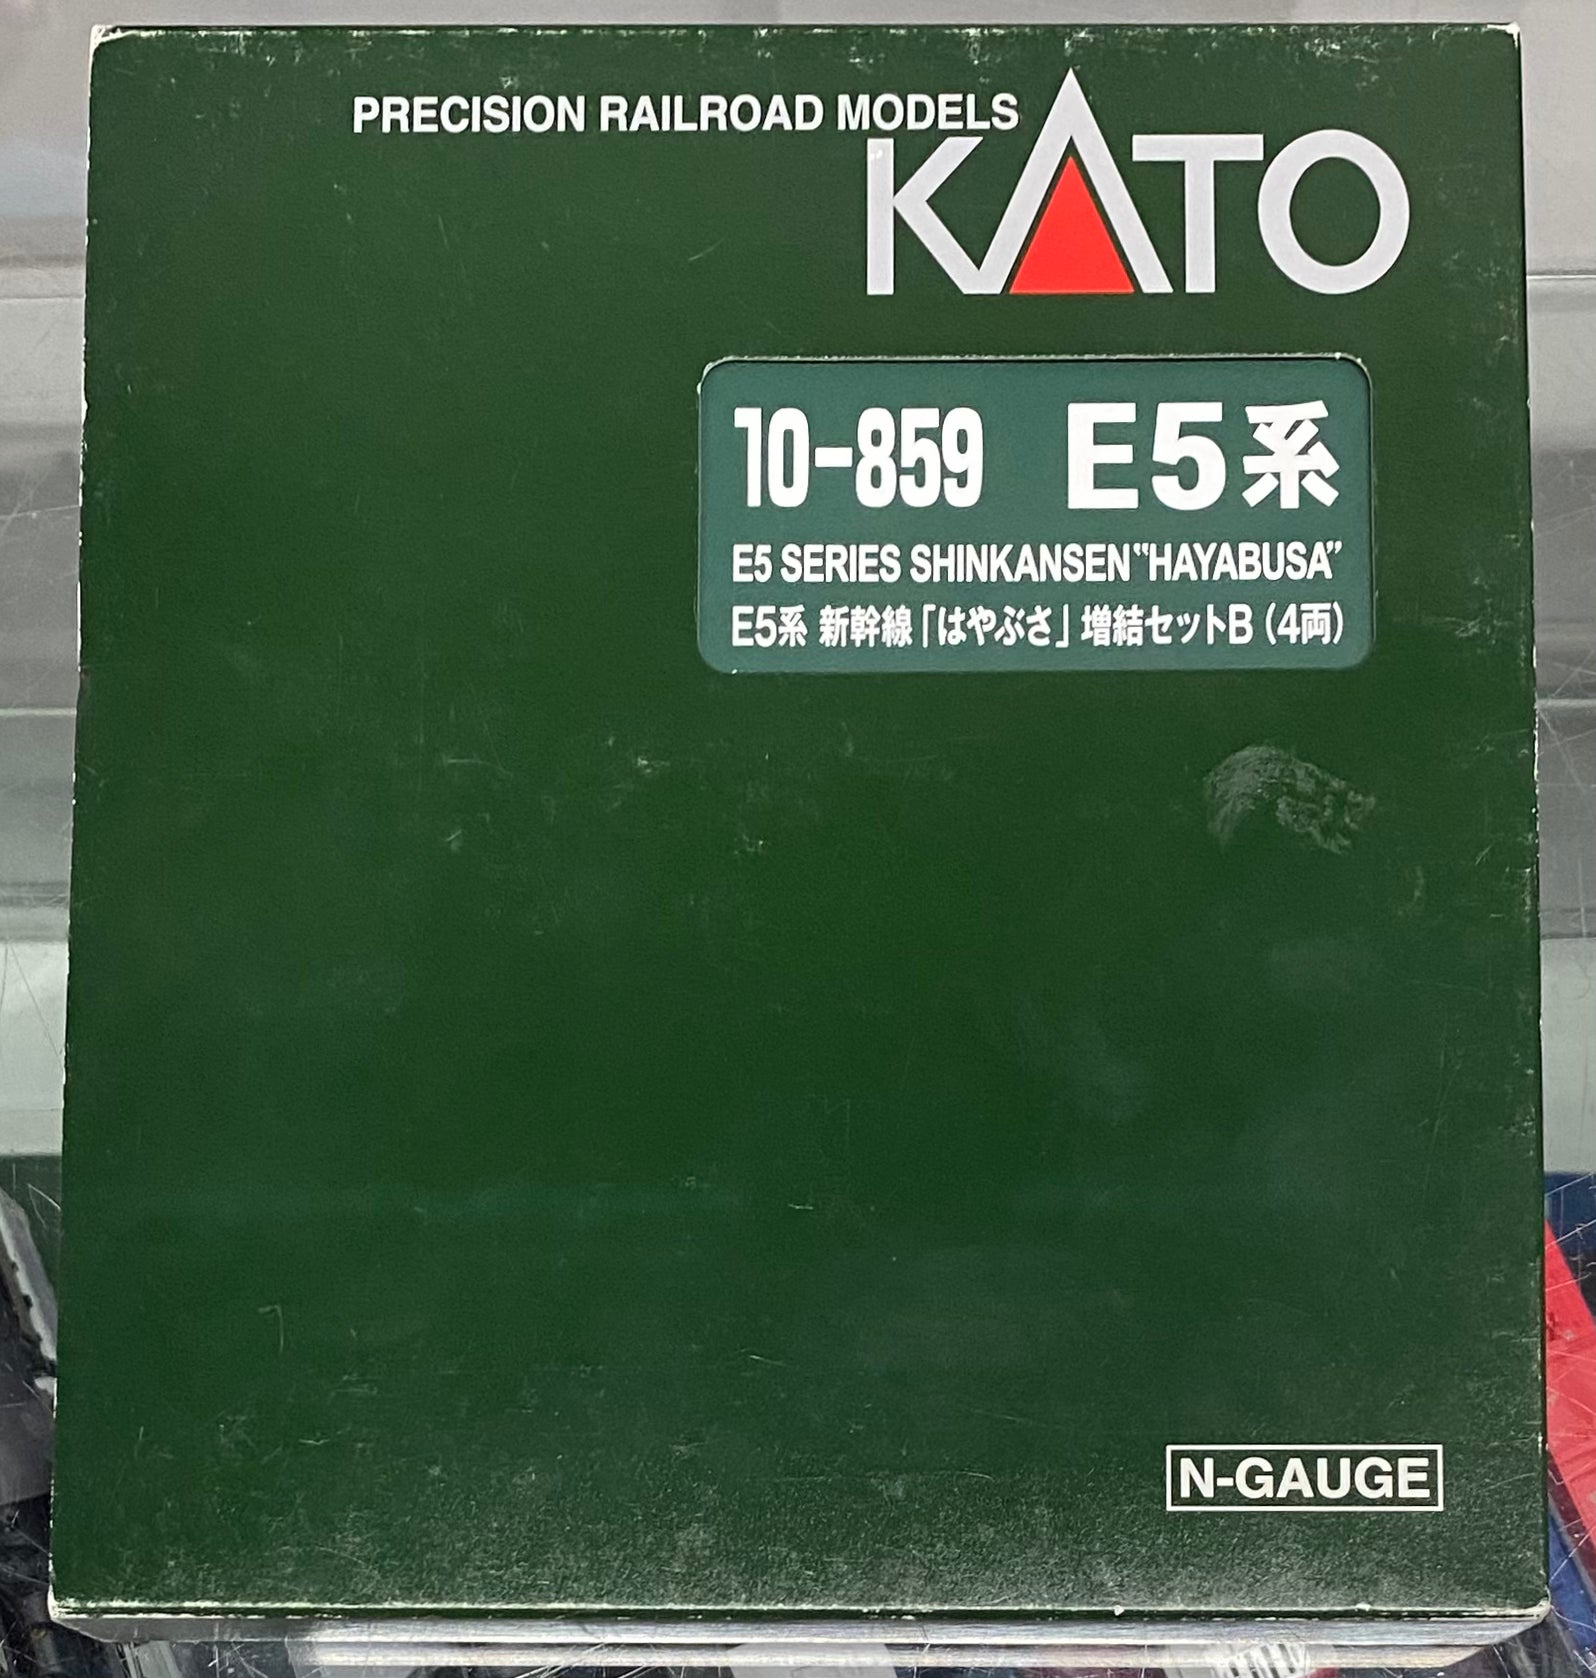 PRECISION RAILROAD MODELS
KATO
10-859 E5系
E5 SERIES SHINKANSEN "HAYABUSA"
E5系 新幹線「はやぶさ」増結セットB（4両）
N-GAUGE